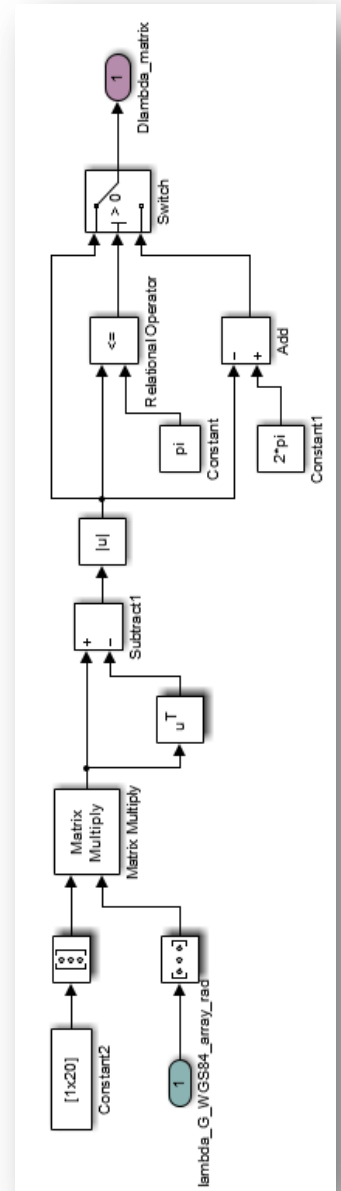 [1x20]
Constant2
1
lambda_G_WGS84_array_rad
Matrix
Multiply
Matrix Multiply
u^T
+
−
Subtract1
|u|
pi
Constant
<=
Relational Operator
2*pi
Constant1
−
+
Add
| > 0
Switch
1
Dlambda_matrix